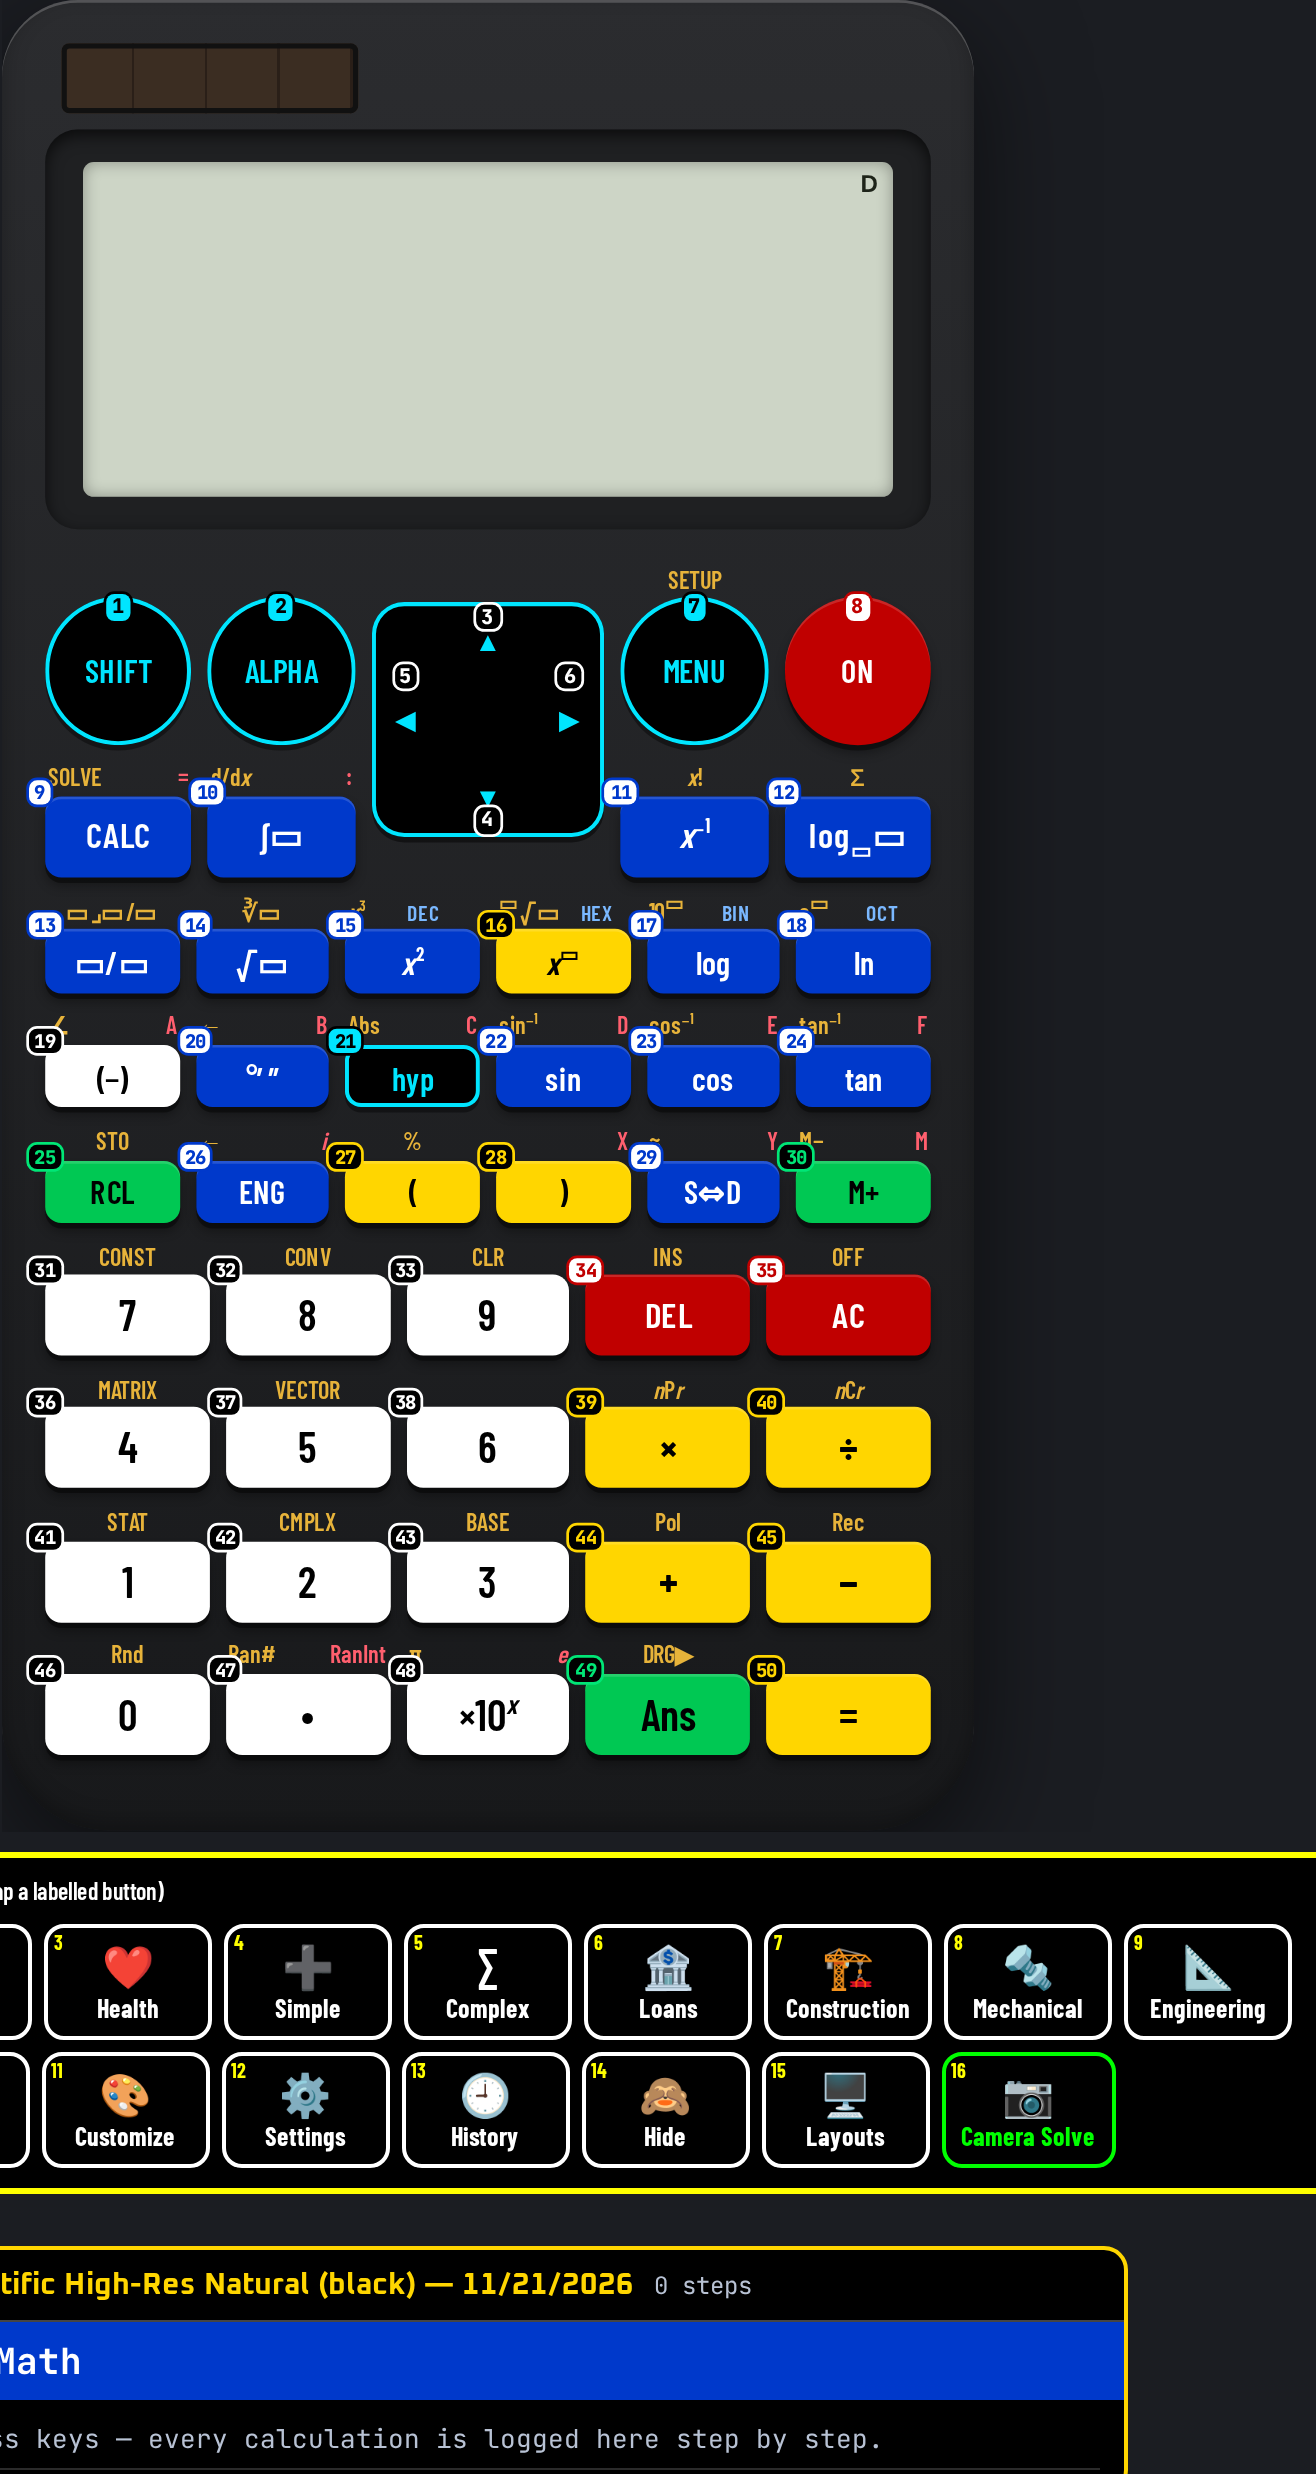 D
SETUP
1 2 3 7 8
SHIFT ALPHA ▲ MENU ON
5 6
◀ ▶
SOLVE = d/dx : ▼ x! Σ
9 10 4 11 12
CALC ∫▭ x⁻¹ log▭▭
▭⌟▭/▭ ∛▭ DEC ▭√▭ HEX BIN OCT
13 14 15 16 17 18
▭/▭ √▭ x² x▭ log ln
∠ A ← B Abs C sin⁻¹ D cos⁻¹ E tan⁻¹ F
19 20 21 22 23 24
(−) °′″ hyp sin cos tan
STO ← i % X Y M− M
25 26 27 28 29 30
RCL ENG ( ) S⇔D M+
CONST CONV CLR INS OFF
31 32 33 34 35
7 8 9 DEL AC
MATRIX VECTOR nPr nCr
36 37 38 39 40
4 5 6 × ÷
STAT CMPLX BASE Pol Rec
41 42 43 44 45
1 2 3 + −
Rnd Ran# RanInt π e DRG▶
46 47 48 49 50
0 • ×10ˣ Ans =
a labelled button)
3 4 5 6 7 8 9
Σ
Health Simple Complex Loans Construction Mechanical Engineering
11 12 13 14 15 16
Customize Settings History Hide Layouts Camera Solve
tific High-Res Natural (black) — 11/21/2026 0 steps
Math
s keys — every calculation is logged here step by step.